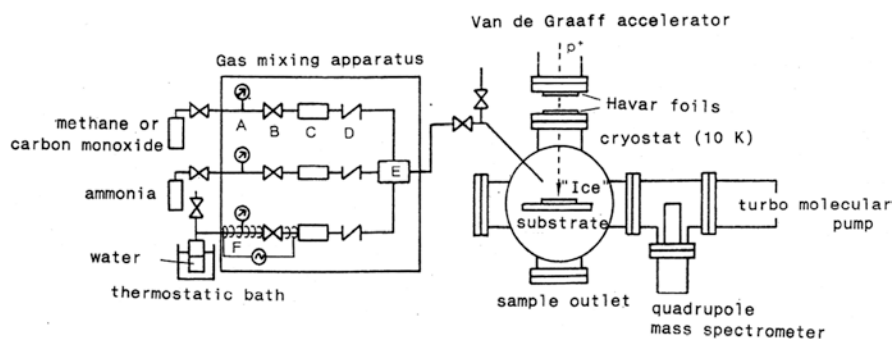 Van de Graaff accelerator
p+
Gas mixing apparatus
Havar foils
methane or
carbon monoxide
A
B
C
D
cryostat (10 K)
E
ammonia
"Ice"
substrate
turbo molecular
pump
F
water
thermostatic bath
sample outlet
quadrupole
mass spectrometer